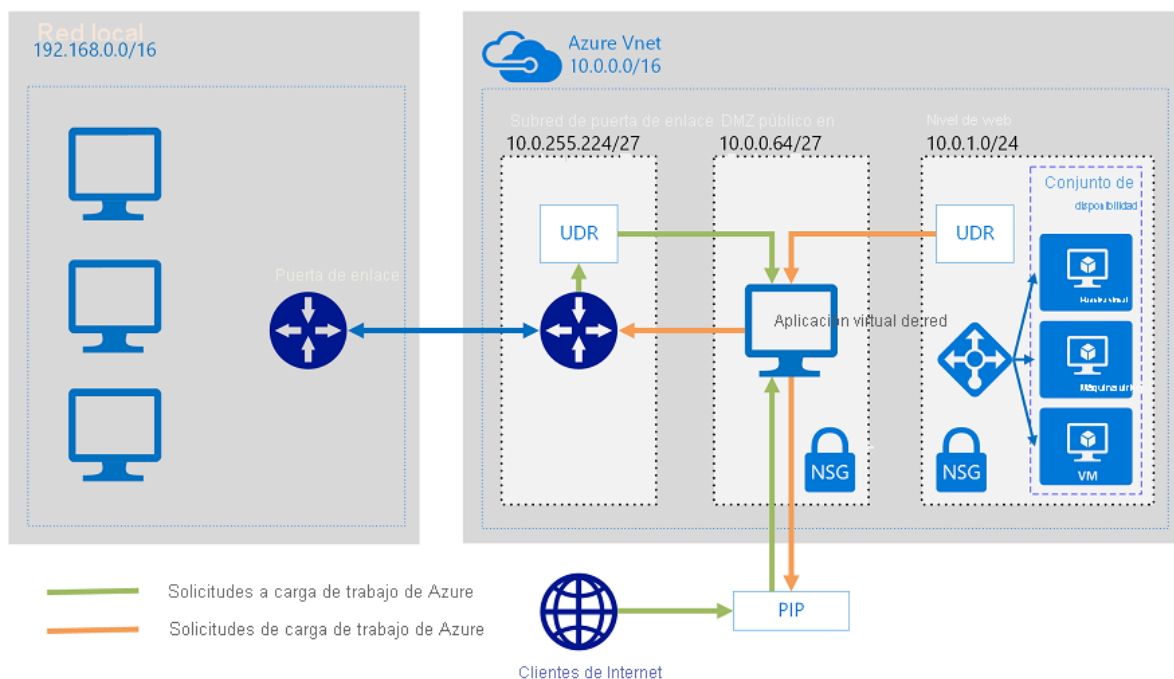 Red local
192.168.0.0/16
Azure Vnet
10.0.0.0/16
Subred de puerta de enlace
10.0.255.224/27
DMZ público en
10.0.0.64/27
Nivel de web
10.0.1.0/24
Conjunto de
disponibilidad
UDR
UDR
Puerta de enlace
Aplicación virtual de red
virtual
Máquina
VM
NSG
NSG
Solicitudes a carga de trabajo de Azure
Solicitudes de carga de trabajo de Azure
PIP
Clientes de Internet